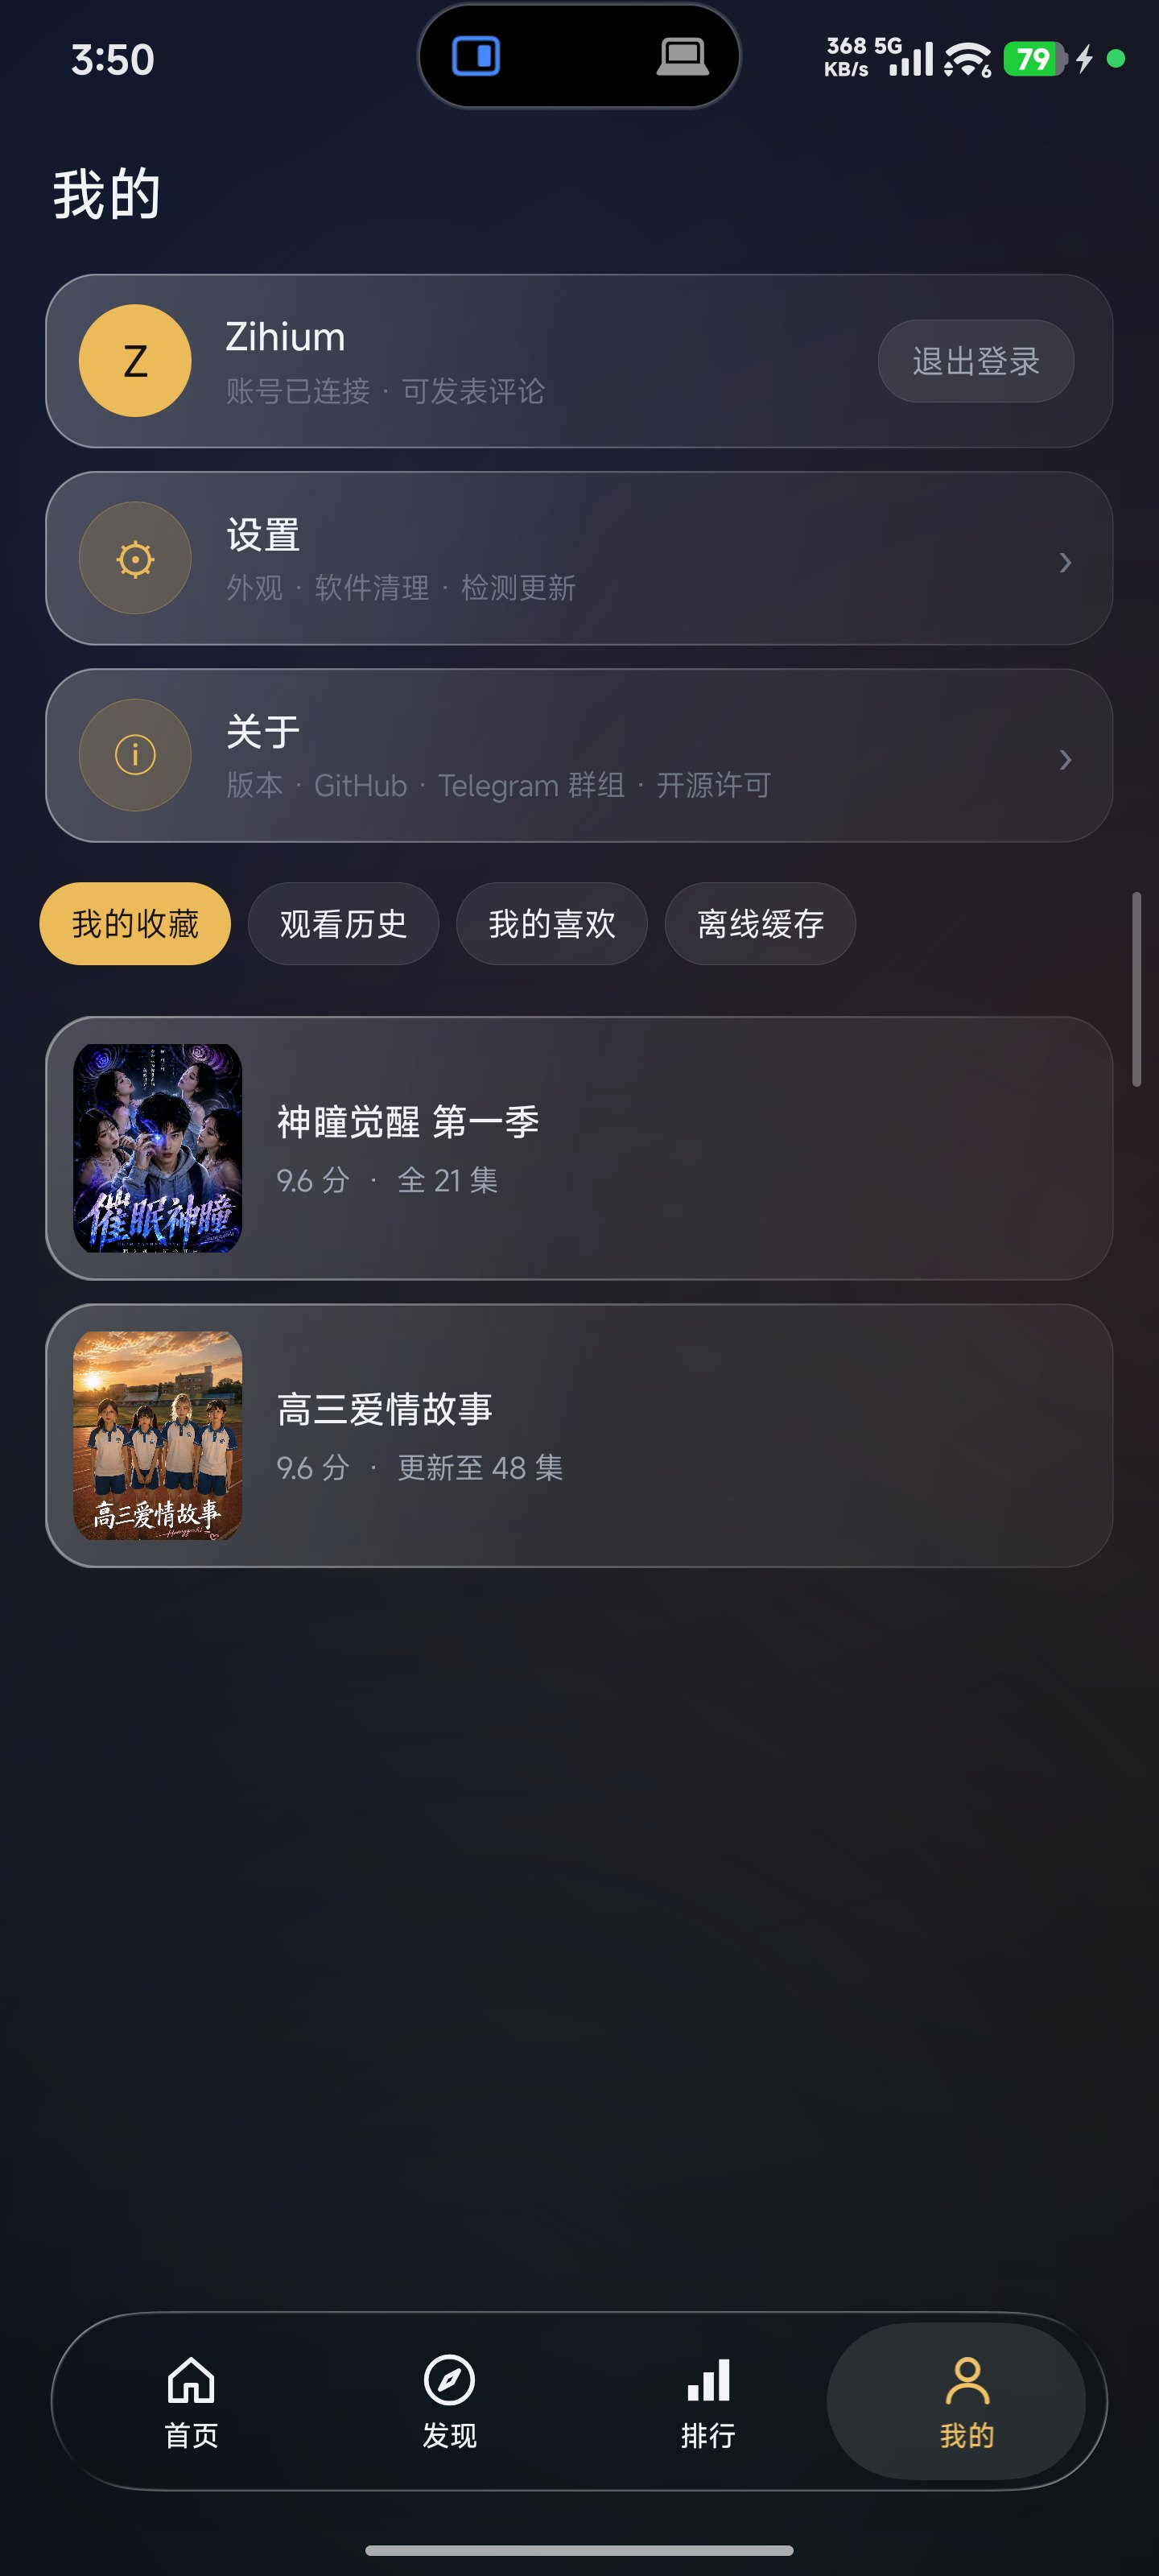 3:50
368 5G
KB/s
6
79
我的
Z
Zihium
账号已连接 · 可发表评论
退出登录
设置
外观 · 软件清理 · 检测更新
关于
版本 · GitHub · Telegram 群组 · 开源许可
我的收藏
观看历史
我的喜欢
离线缓存
催眠神瞳
神瞳觉醒 第一季
9.6 分 · 全 21 集
高三爱情故事
高三爱情故事
9.6 分 · 更新至 48 集
首页
发现
排行
我的